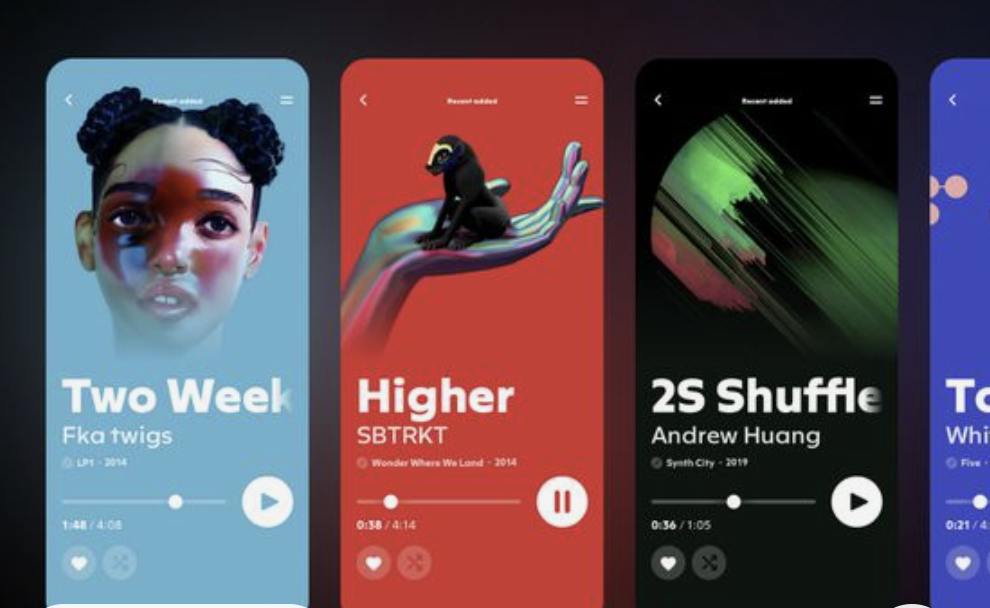 Recent added
Two Week
Fka twigs
LP1 - 2014
1:48 / 4:08
Recent added
Higher
SBTRKT
Wonder Where We Land - 2014
0:38 / 4:14
Recent added
2S Shuffle
Andrew Huang
Synth City - 2019
0:36 / 1:05
To
Whi
Five -
0:21 / 4: